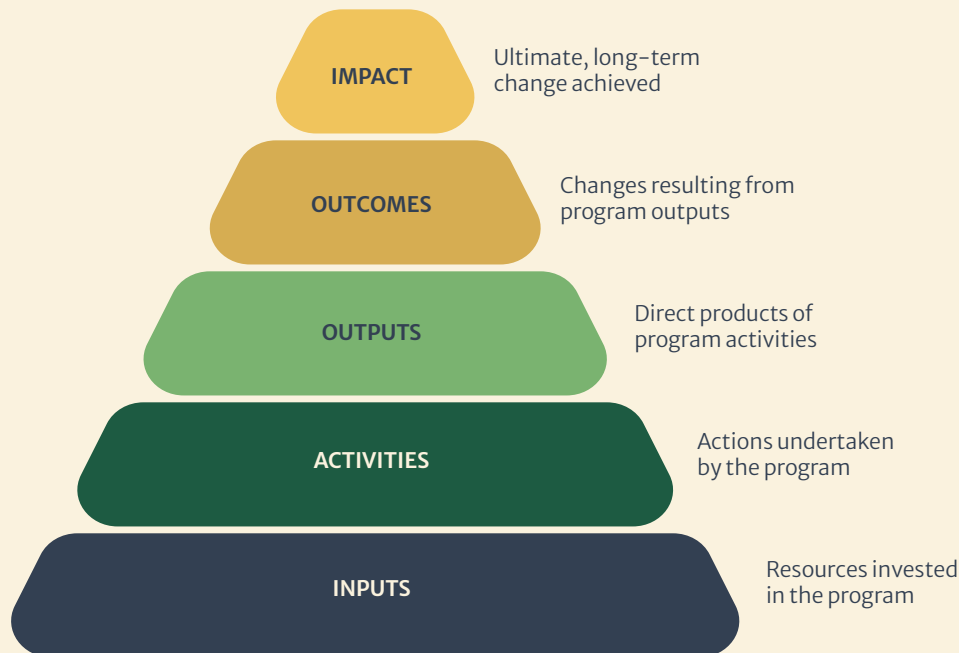 IMPACT
Ultimate, long-term
change achieved
OUTCOMES
Changes resulting from
program outputs
OUTPUTS
Direct products of
program activities
ACTIVITIES
Actions undertaken
by the program
INPUTS
Resources invested
in the program